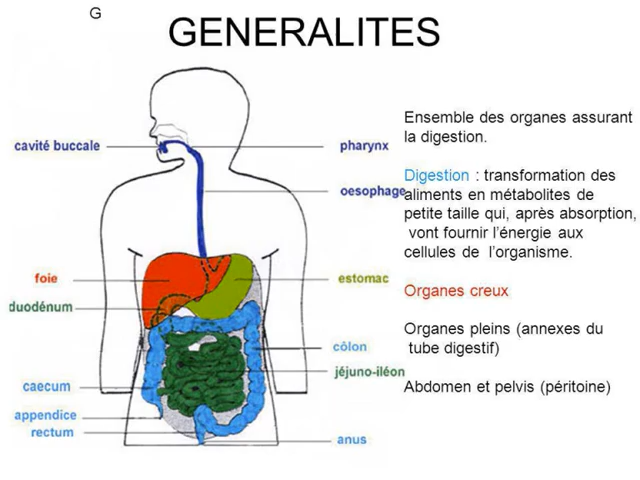 G
GENERALITES
cavité buccale
pharynx
oesophage
foie
estomac
duodénum
côlon
jéjuno-iléon
caecum
appendice
rectum
anus
Ensemble des organes assurant
la digestion.
Digestion : transformation des
aliments en métabolites de
petite taille qui, après absorption,
vont fournir l’énergie aux
cellules de l’organisme.
Organes creux
Organes pleins (annexes du
tube digestif)
Abdomen et pelvis (péritoine)